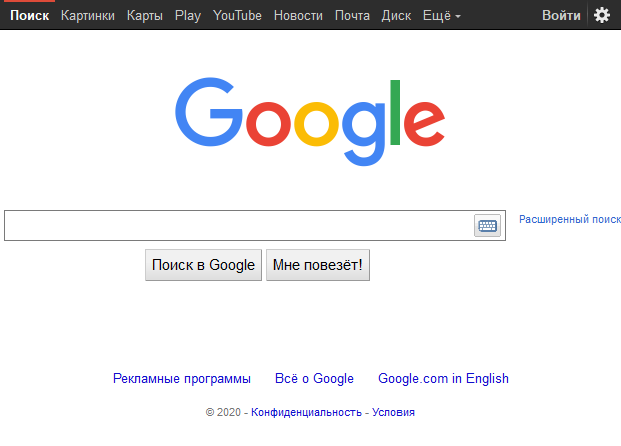 Поиск Картинки Карты Play YouTube Новости Почта Диск Ещё Войти
Google
Расширенный поиск
Поиск в Google Мне повезёт!
Рекламные программы Всё о Google Google.com in English
© 2020 - Конфиденциальность - Условия